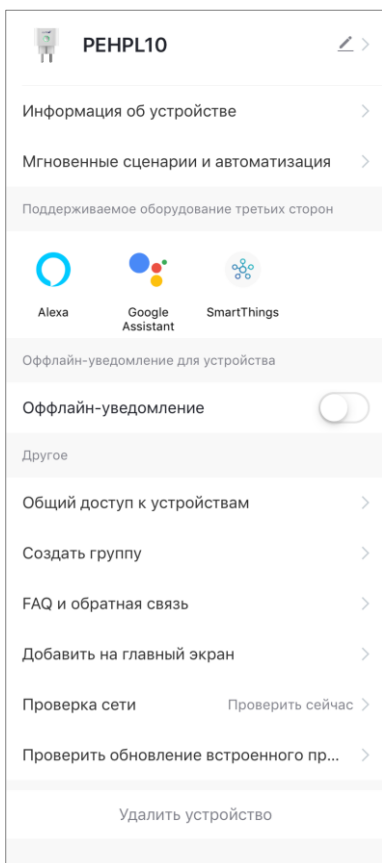 PEHPL10
Информация об устройстве
Мгновенные сценарии и автоматизация
Поддерживаемое оборудование третьих сторон
Alexa
Google
Assistant
SmartThings
Оффлайн-уведомление для устройства
Оффлайн-уведомление
Другое
Общий доступ к устройствам
Создать группу
FAQ и обратная связь
Добавить на главный экран
Проверка сети Проверить сейчас
Проверить обновление встроенного пр...
Удалить устройство